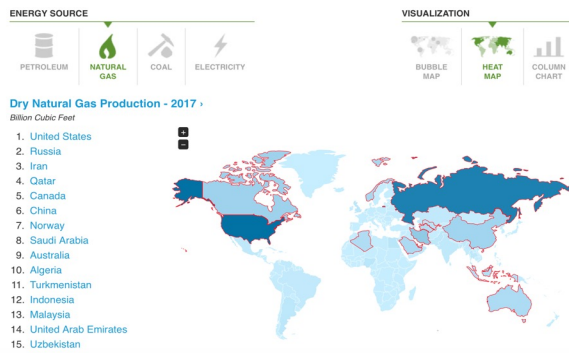 ENERGY SOURCE
VISUALIZATION
PETROLEUM
NATURAL
GAS
COAL
ELECTRICITY
BUBBLE
MAP
HEAT
MAP
COLUMN
CHART
Dry Natural Gas Production - 2017 ›
Billion Cubic Feet
+
−
1. United States
2. Russia
3. Iran
4. Qatar
5. Canada
6. China
7. Norway
8. Saudi Arabia
9. Australia
10. Algeria
11. Turkmenistan
12. Indonesia
13. Malaysia
14. United Arab Emirates
15. Uzbekistan